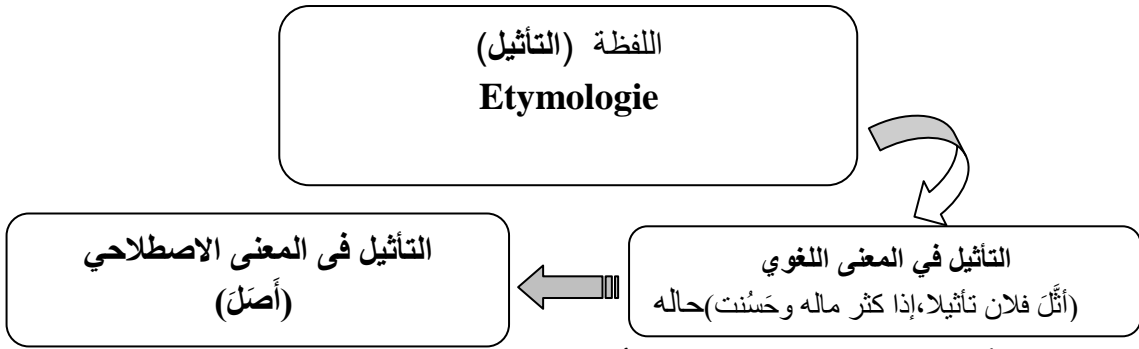 اللفظة (التأثيل)
Etymologie
التأثيل في المعنى اللغوي
(أثَّلَ فلان تأثيلا،إذا كثر ماله وحَسُنت)حاله
التأثيل فى المعنى الاصطلاحي
(أَصَلَ)